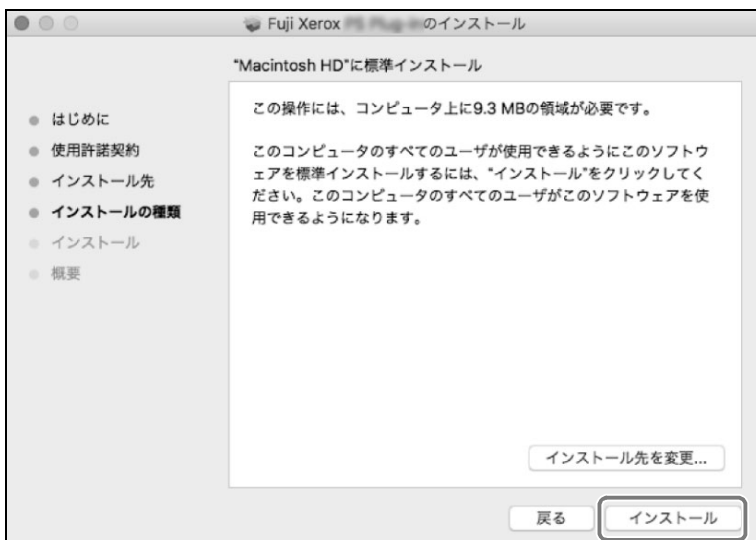 Fuji Xerox のインストール
"Macintosh HD"に標準インストール
はじめに
使用許諾契約
インストール先
インストールの種類
インストール
概要
この操作には、コンピュータ上に9.3 MBの領域が必要です。
このコンピュータのすべてのユーザが使用できるようにこのソフトウ
ェアを標準インストールするには、"インストール"をクリックしてく
ださい。このコンピュータのすべてのユーザがこのソフトウェアを使
用できるようになります。
インストール先を変更...
戻る
インストール